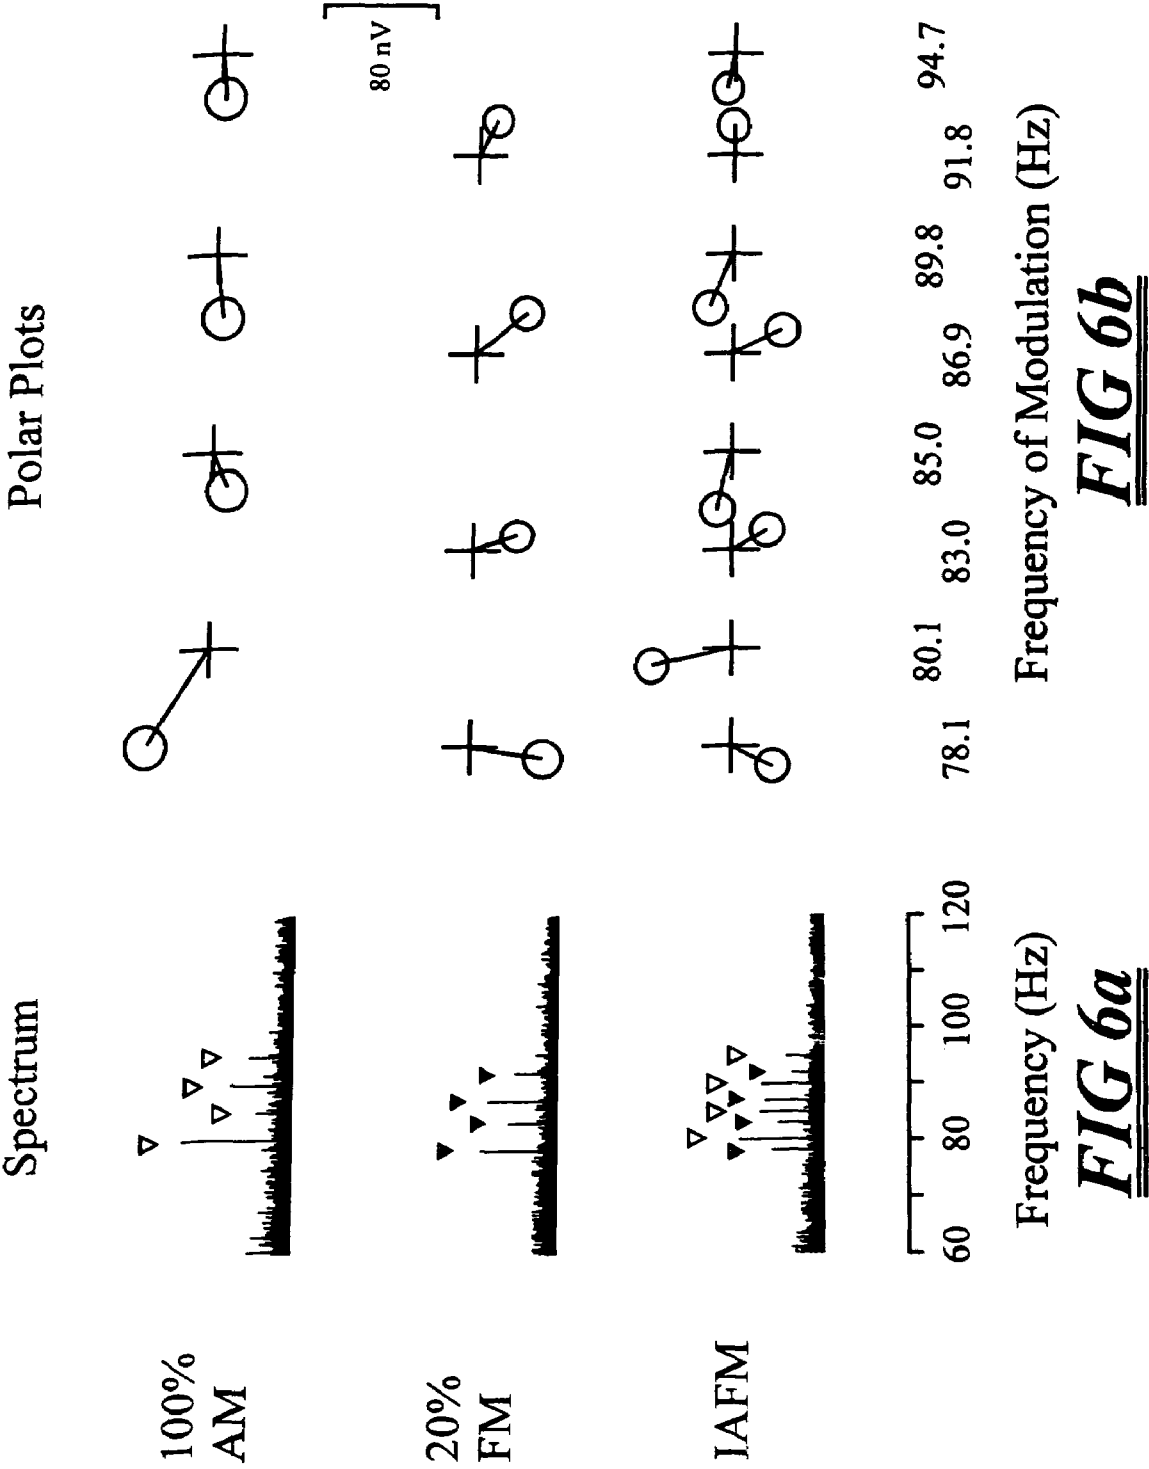 Spectrum
Polar Plots
100%
AM
80 nV
20%
FM
IAFM
60 80 100 120
78.1 80.1 83.0 85.0 86.9 89.8 91.8 94.7
Frequency (Hz)
Frequency of Modulation (Hz)
FIG 6a
FIG 6b